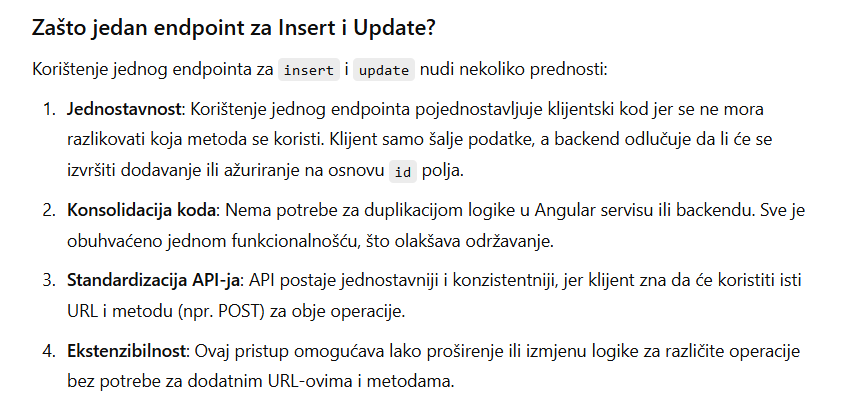 Zašto jedan endpoint za Insert i Update?
Korištenje jednog endpointa za insert i update nudi nekoliko prednosti:
1. Jednostavnost: Korištenje jednog endpointa pojednostavljuje klijentski kod jer se ne mora
razlikovati koja metoda se koristi. Klijent samo šalje podatke, a backend odlučuje da li će se
izvršiti dodavanje ili ažuriranje na osnovu id polja.
2. Konsolidacija koda: Nema potrebe za duplikacijom logike u Angular servisu ili backendu. Sve je
obuhvaćeno jednom funkcionalnošću, što olakšava održavanje.
3. Standardizacija API-ja: API postaje jednostavniji i konzistentniji, jer klijent zna da će koristiti isti
URL i metodu (npr. POST) za obje operacije.
4. Ekstenzibilnost: Ovaj pristup omogućava lako proširenje ili izmjenu logike za različite operacije
bez potrebe za dodatnim URL-ovima i metodama.